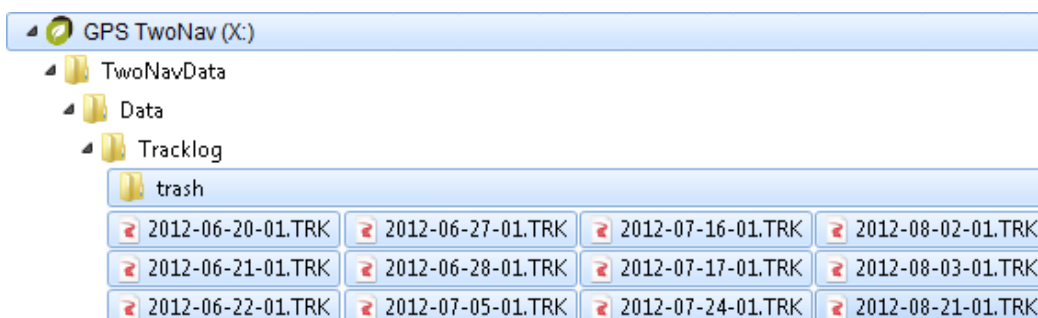 GPS TwoNav (X:)
TwoNavData
Data
Tracklog
trash
2012-06-20-01.TRK 2012-06-27-01.TRK 2012-07-16-01.TRK 2012-08-02-01.TRK
2012-06-21-01.TRK 2012-06-28-01.TRK 2012-07-17-01.TRK 2012-08-03-01.TRK
2012-06-22-01.TRK 2012-07-05-01.TRK 2012-07-24-01.TRK 2012-08-21-01.TRK